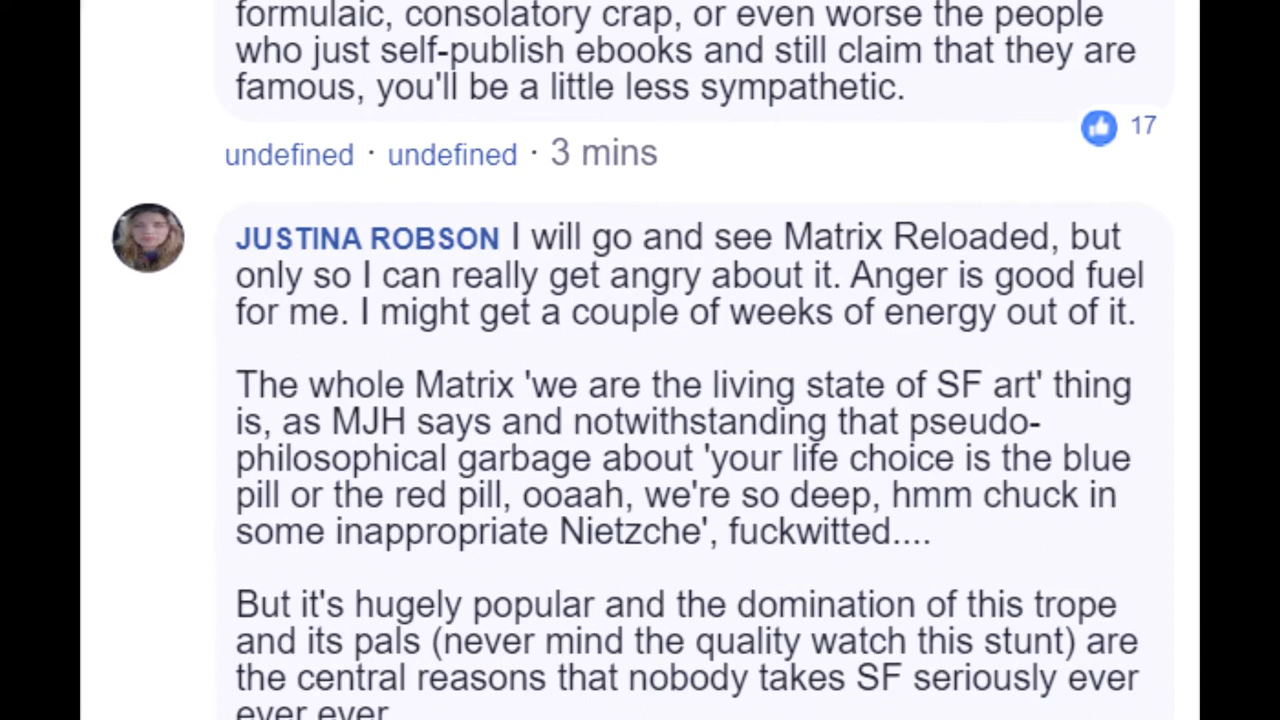 formulaic, consolatory crap, or even worse the people
who just self-publish ebooks and still claim that they are
famous, you'll be a little less sympathetic.
17
undefined · undefined · 3 mins
JUSTINA ROBSON I will go and see Matrix Reloaded, but
only so I can really get angry about it. Anger is good fuel
for me. I might get a couple of weeks of energy out of it.
The whole Matrix 'we are the living state of SF art' thing
is, as MJH says and notwithstanding that pseudo-
philosophical garbage about 'your life choice is the blue
pill or the red pill, ooaah, we're so deep, hmm chuck in
some inappropriate Nietzche', fuckwitted....
But it's hugely popular and the domination of this trope
and its pals (never mind the quality watch this stunt) are
the central reasons that nobody takes SF seriously ever
ever ever